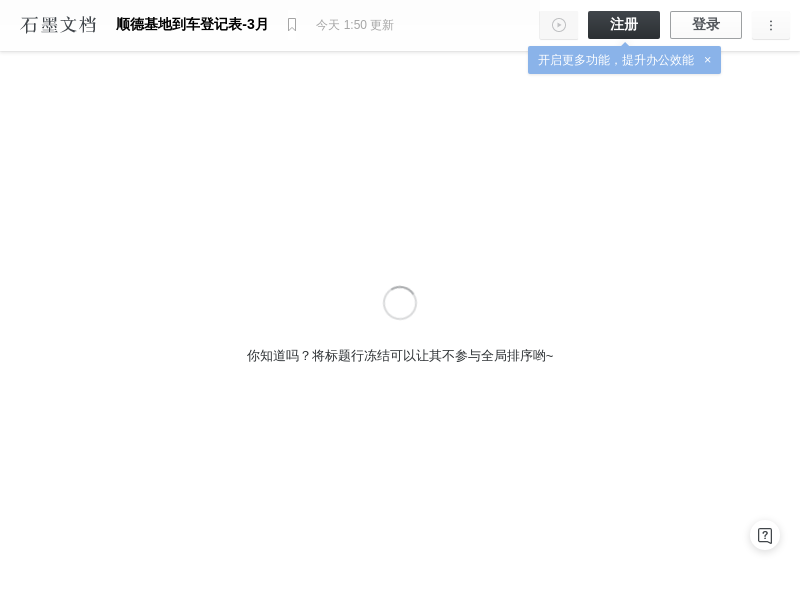 石墨文档 顺德基地到车登记表-3月 今天 1:50 更新 注册 登录
开启更多功能，提升办公效能 ×
你知道吗？将标题行冻结可以让其不参与全局排序哟~